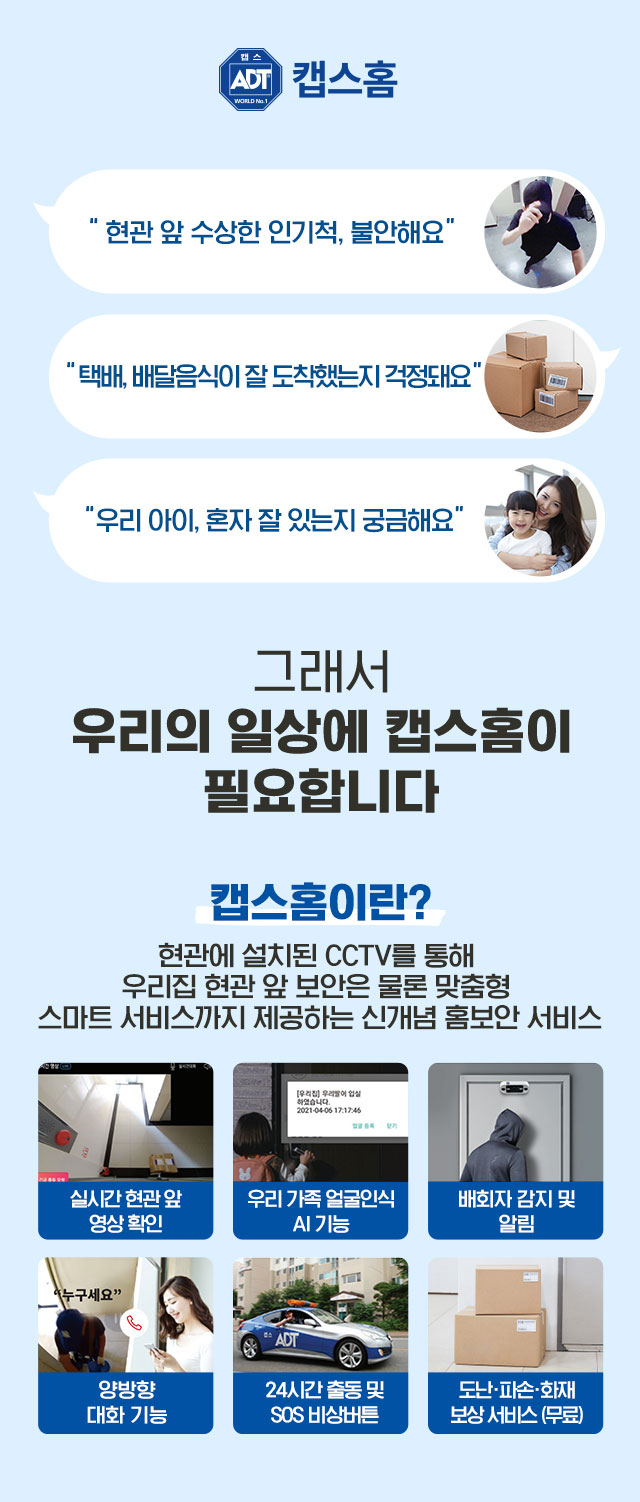 캡스
ADT
WORLD No.1
캡스홈
“ 현관 앞 수상한 인기척, 불안해요”
“ 택배, 배달음식이 잘 도착했는지 걱정돼요”
“우리 아이, 혼자 잘 있는지 궁금해요”
그래서
우리의 일상에 캡스홈이
필요합니다
캡스홈이란?
현관에 설치된 CCTV를 통해
우리집 현관 앞 보안은 물론 맞춤형
스마트 서비스까지 제공하는 신개념 홈보안 서비스
실시간 현관 앞
영상 확인
[우리집] 우리딸이 입실
하였습니다.
2021-04-06 17:17:46
얼굴 등록 닫기
우리 가족 얼굴인식
AI 기능
배회자 감지 및
알림
“누구세요”
양방향
대화 기능
캡스 ADT
24시간 출동 및
SOS 비상버튼
도난·파손·화재
보상 서비스 (무료)